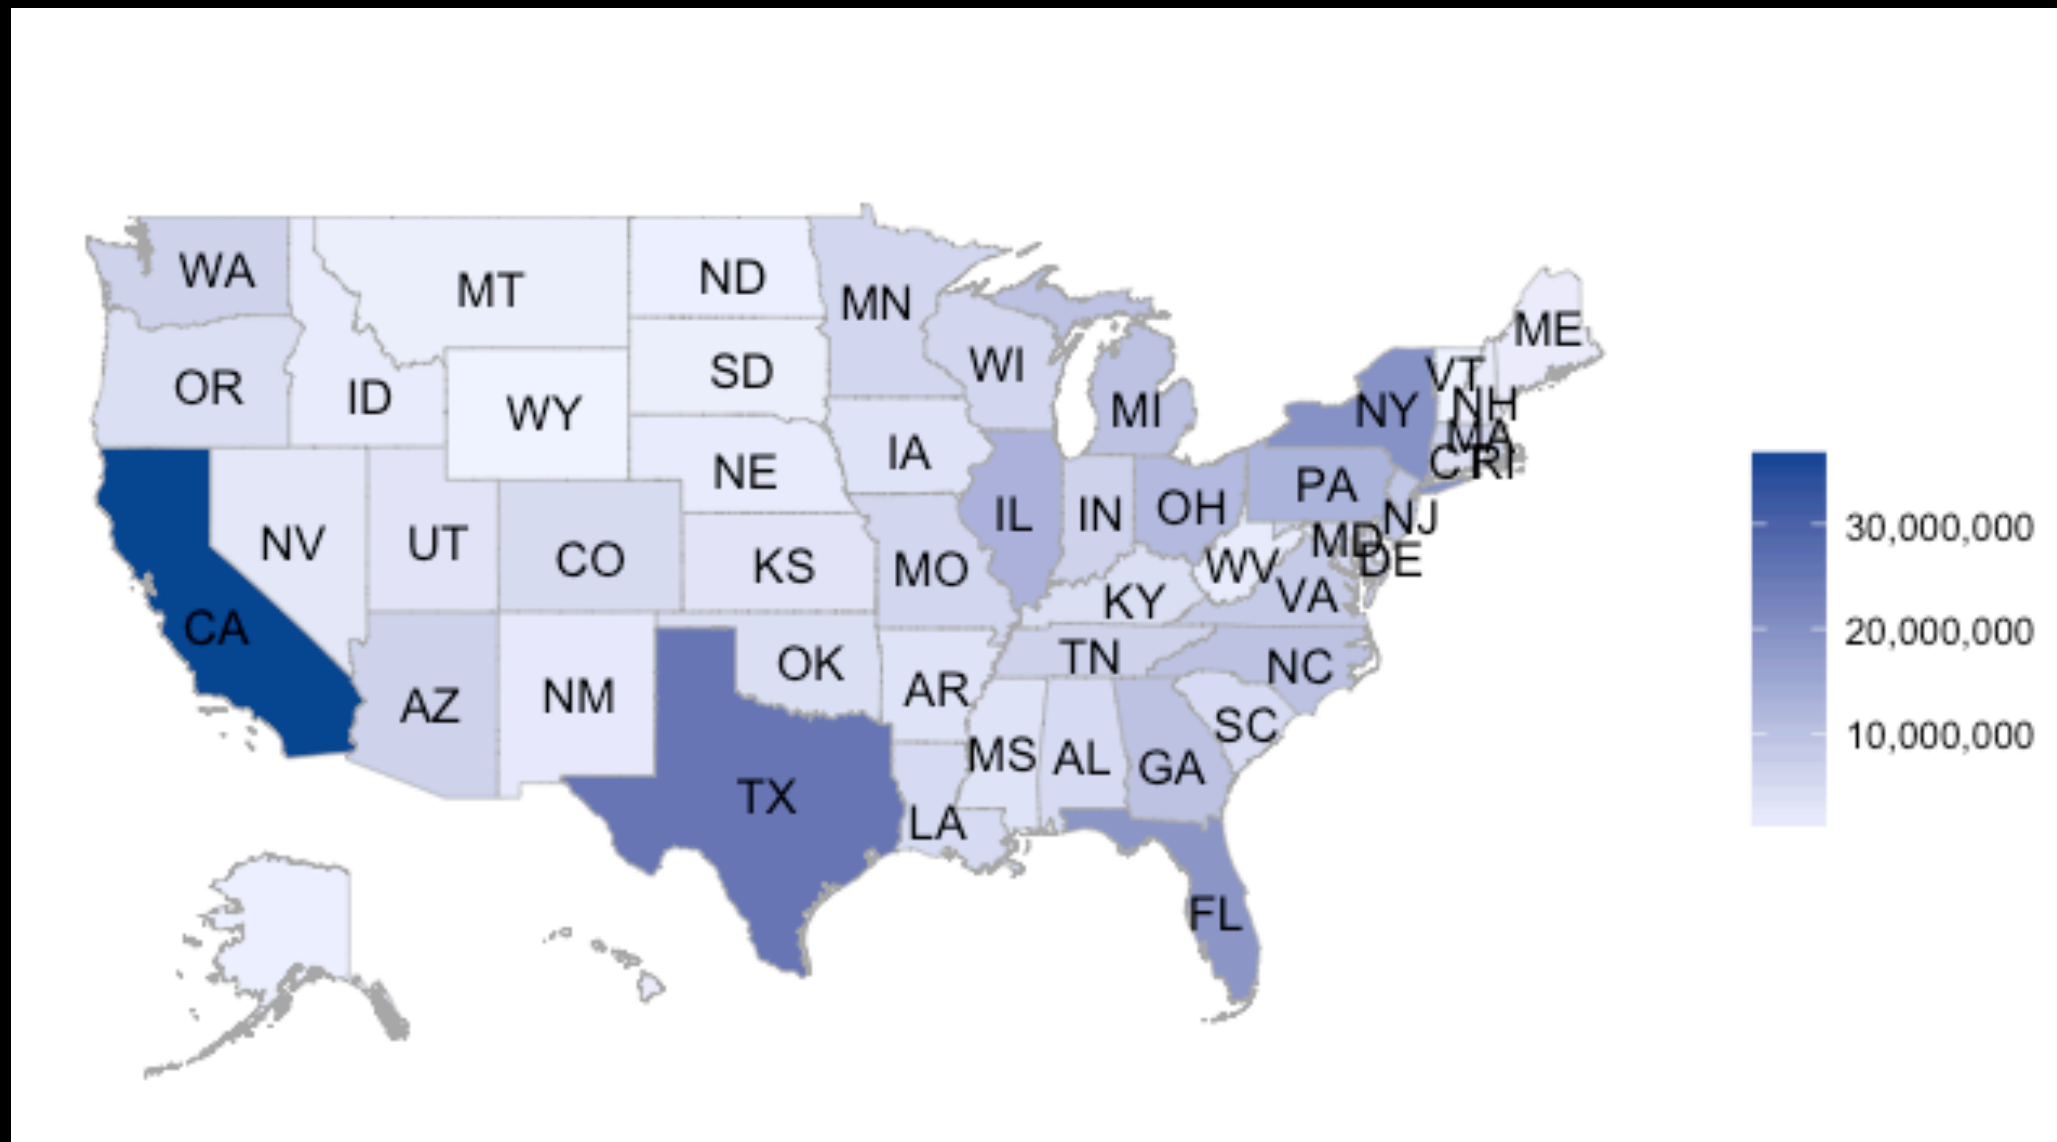 WA
MT
ND
MN
ME
OR
ID
WY
SD
WI
MI
NY
VT
NH
MA
CT
RI
IA
NE
NV
UT
CO
KS
MO
IL
IN
OH
PA
NJ
MD
DE
WV
VA
KY
CA
AZ
NM
OK
AR
TN
NC
SC
TX
LA
MS
AL
GA
FL
30,000,000
20,000,000
10,000,000